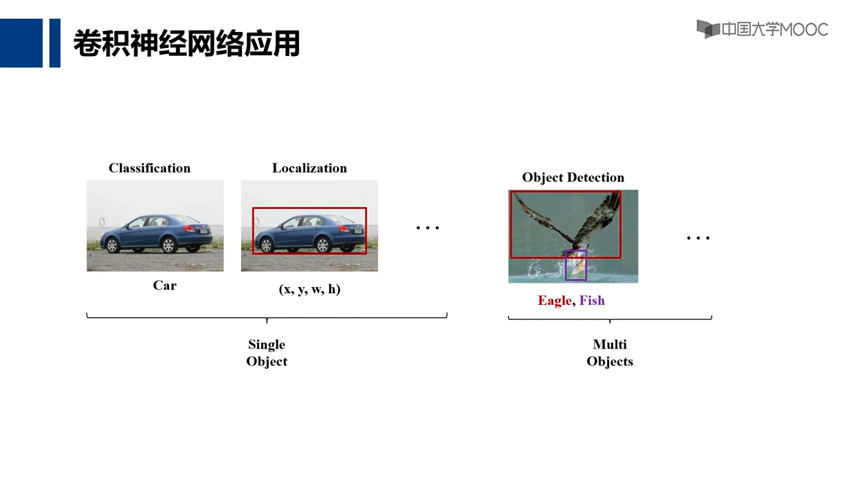 卷积神经网络应用
中国大学MOOC
Classification
Localization
Object Detection
...
...
Car
(x, y, w, h)
Eagle, Fish
Single
Object
Multi
Objects